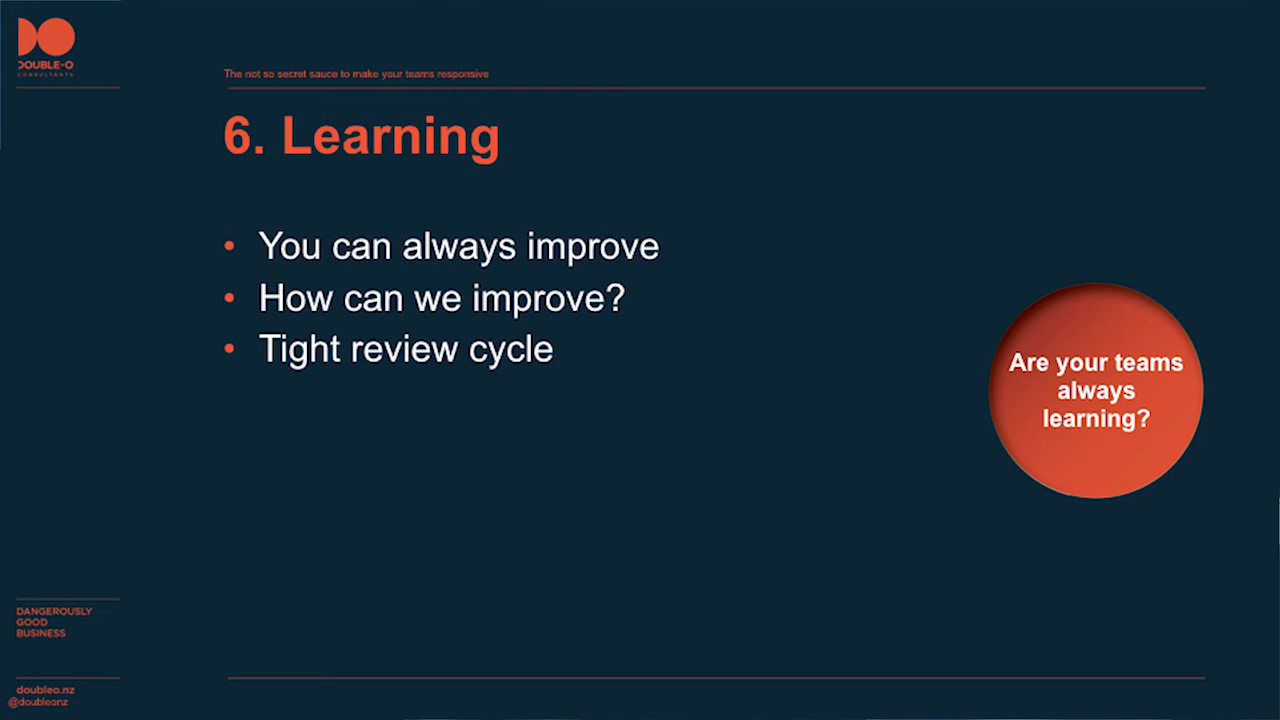 DOUBLE-O
CONSULTANTS
The not so secret sauce to make your teams responsive
6. Learning
• You can always improve
• How can we improve?
• Tight review cycle
Are your teams
always
learning?
DANGEROUSLY
GOOD
BUSINESS
doubleo.nz
@doubleonz